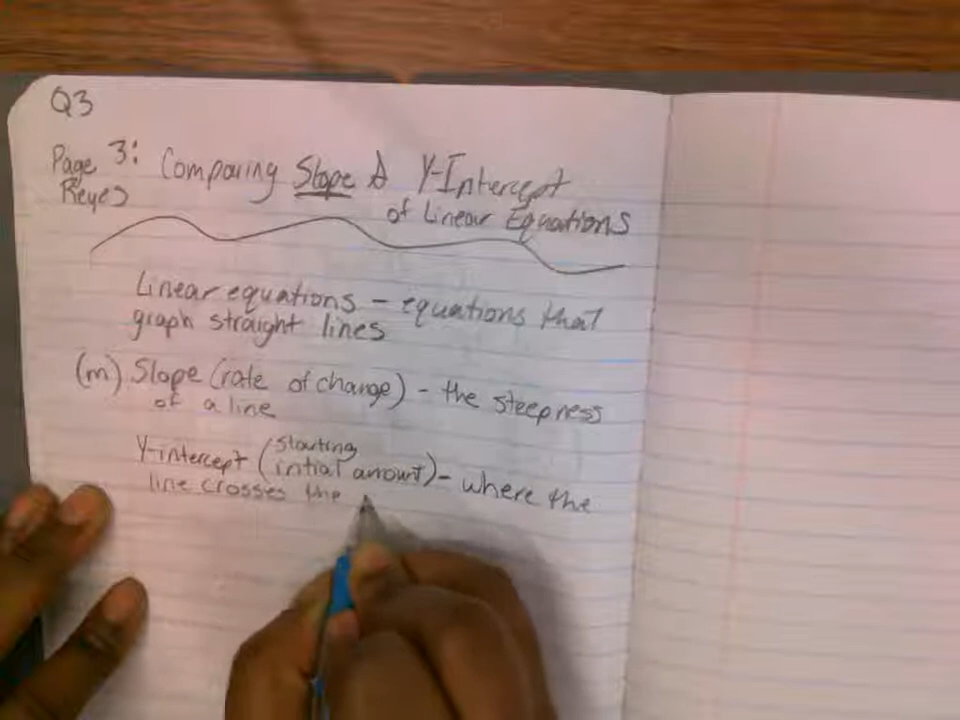 Q3
Page 3: Comparing Slope & Y-Intercept
Reyes
of Linear Equations
Linear equations - equations that
graph straight lines
(m) Slope (rate of change) - the steepness
of a line
Y-intercept (starting
intial amount) - where the
line crosses the